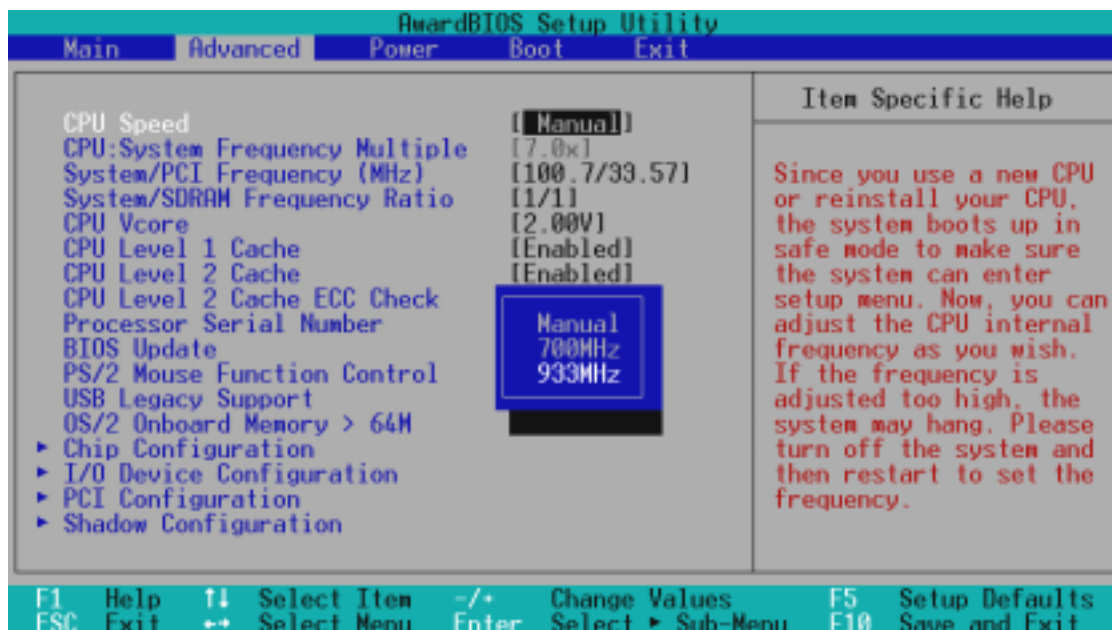 AwardBIOS Setup Utility
Main Advanced Power Boot Exit
CPU Speed [ Manual]
CPU:System Frequency Multiple [7.0x]
System/PCI Frequency (MHz) [100.7/33.57]
System/SDRAM Frequency Ratio [1/1]
CPU Vcore [2.00V]
CPU Level 1 Cache [Enabled]
CPU Level 2 Cache [Enabled]
CPU Level 2 Cache ECC Check
Processor Serial Number
BIOS Update
PS/2 Mouse Function Control
USB Legacy Support
OS/2 Onboard Memory > 64M
► Chip Configuration
► I/O Device Configuration
► PCI Configuration
► Shadow Configuration
Manual
700MHz
933MHz
Item Specific Help
Since you use a new CPU
or reinstall your CPU,
the system boots up in
safe mode to make sure
the system can enter
setup menu. Now, you can
adjust the CPU internal
frequency as you wish.
If the frequency is
adjusted too high, the
system may hang. Please
turn off the system and
then restart to set the
frequency.
F1 Help ↑↓ Select Item -/+ Change Values F5 Setup Defaults
ESC Exit ←→ Select Menu Enter Select ► Sub-Menu F10 Save and Exit